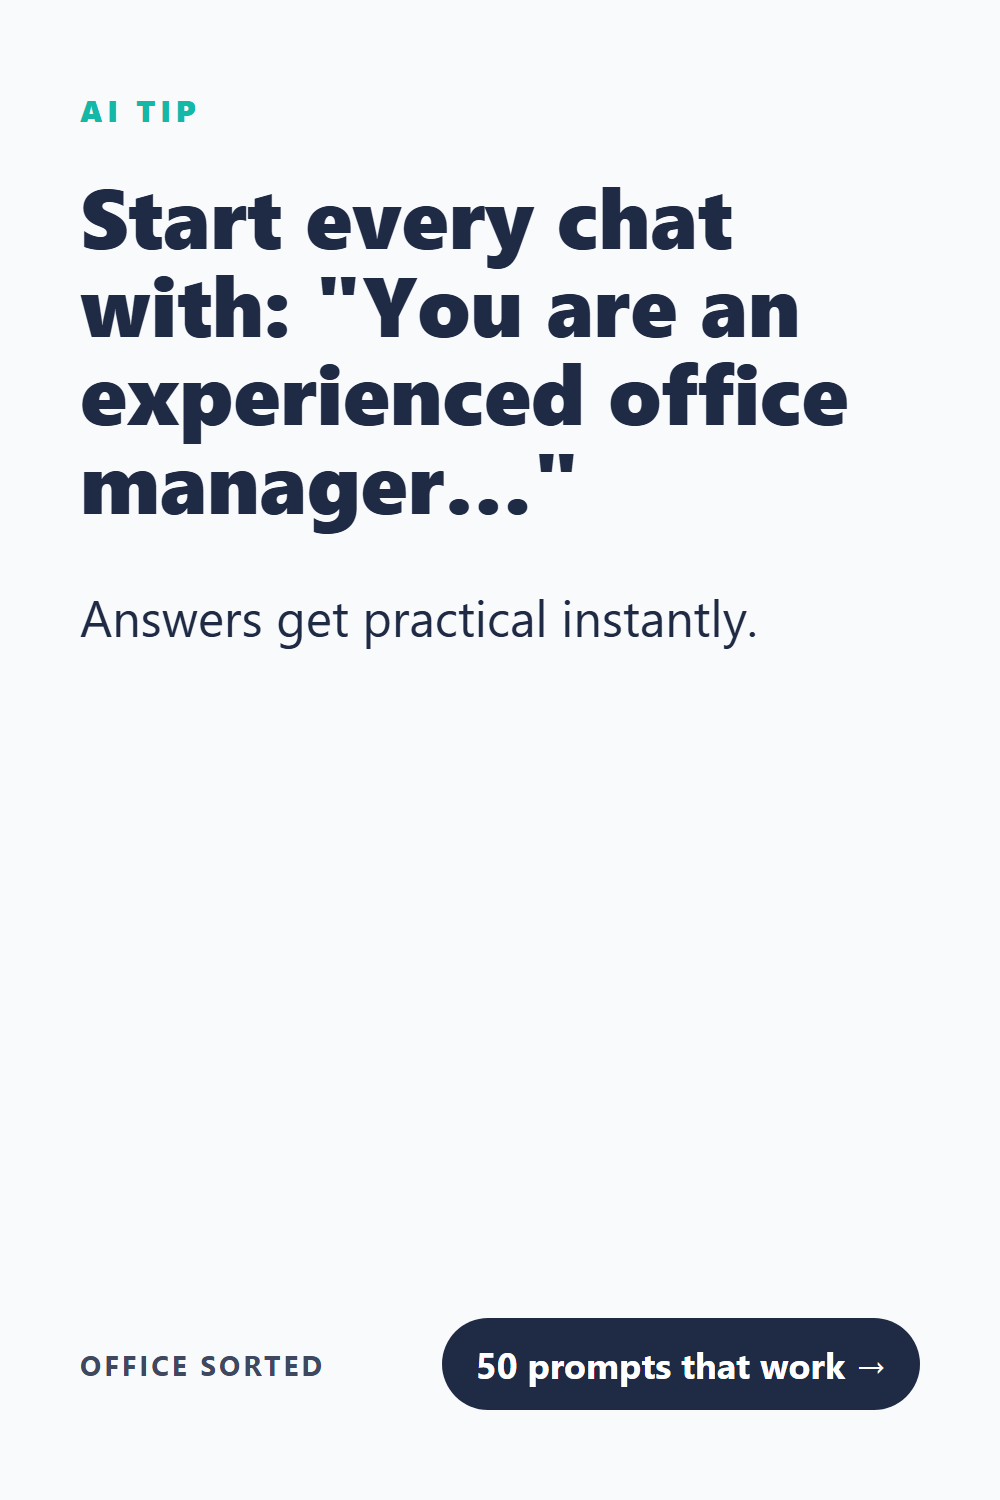 AI TIP
Start every chat
with: "You are an
experienced office
manager..."
Answers get practical instantly.
OFFICE SORTED
50 prompts that work →